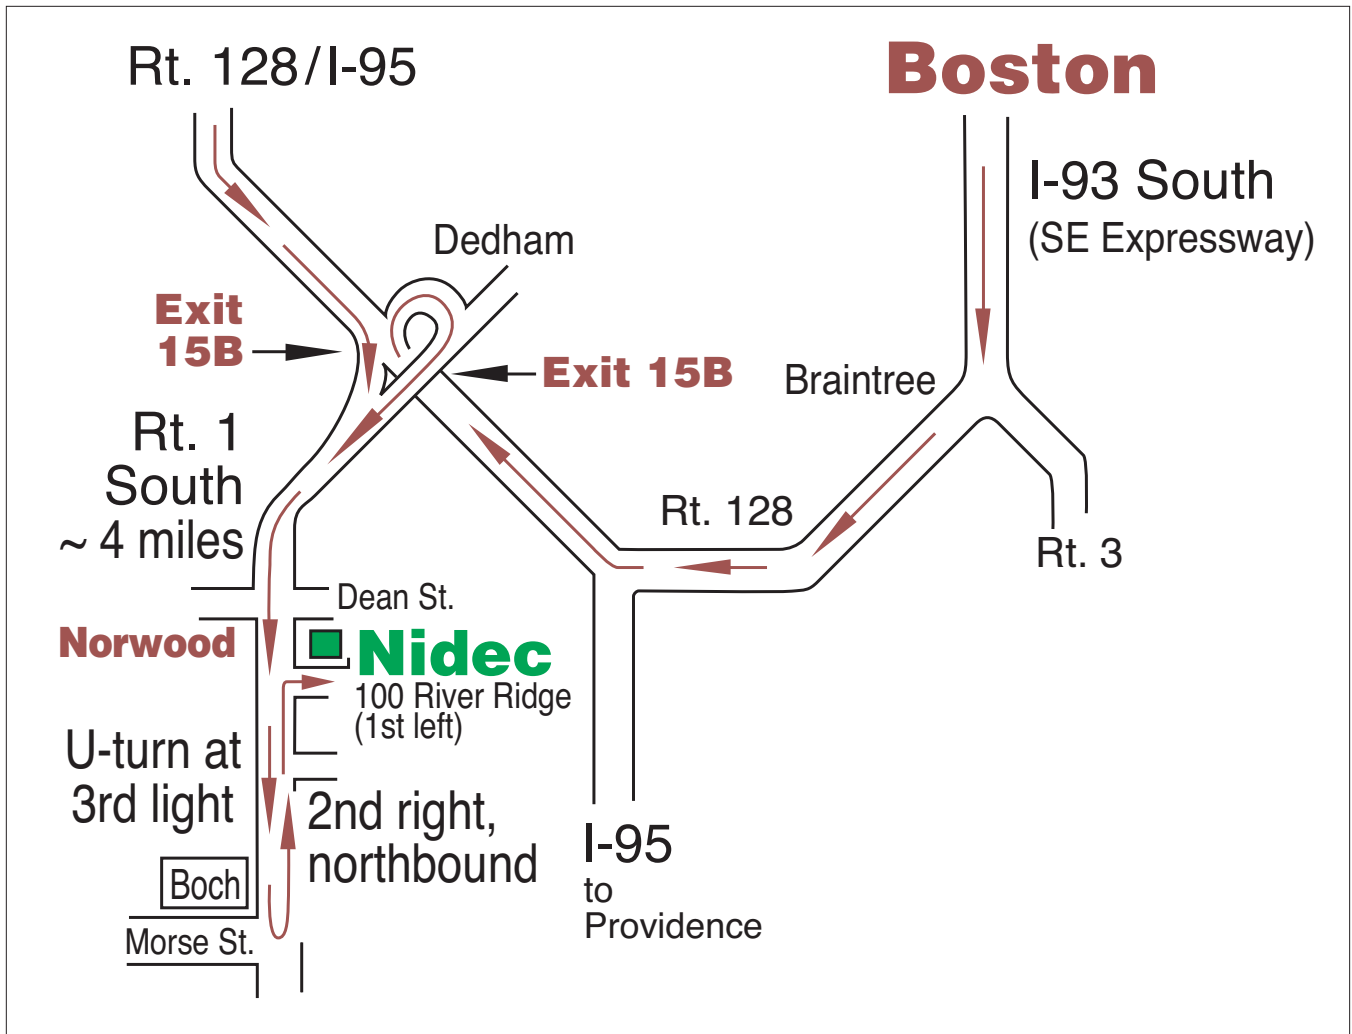 Rt. 128/I-95
Boston
I-93 South
(SE Expressway)
Dedham
Exit
15B
Exit 15B
Braintree
Rt. 1
South
~ 4 miles
Rt. 128
Rt. 3
Dean St.
Norwood
Nidec
100 River Ridge
(1st left)
U-turn at
3rd light
2nd right,
northbound
I-95
to
Providence
Boch
Morse St.